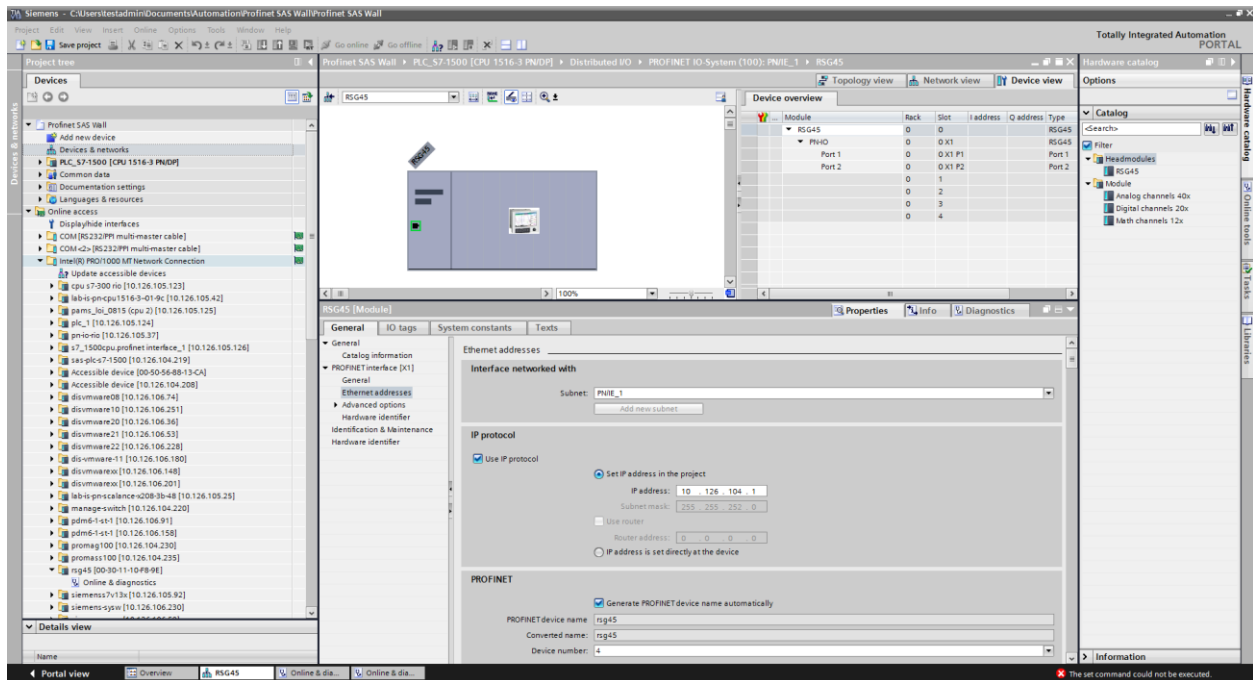 Siemens - C:\Users\testadmin\Documents\Automation\Profinet SAS Wall\Profinet SAS Wall
Project Edit View Insert Online Options Tools Window Help
Save project
Go online Go offline
Totally Integrated Automation
PORTAL
Project tree
Devices
Devices & networks
Profinet SAS Wall
Add new device
Devices & networks
PLC_S7-1500 [CPU 1516-3 PN/DP]
Common data
Documentation settings
Languages & resources
Online access
Display/hide interfaces
COM [RS232/PPI multi-master cable]
COM <2> [RS232/PPI multi-master cable]
Intel(R) PRO/1000 MT Network Connection
Update accessible devices
cpu s7-300 rio [10.126.105.123]
lab-is-pn-cpu1516-3-01-9c [10.126.105.42]
pams_loi_0815 (cpu 2) [10.126.105.125]
plc_1 [10.126.105.124]
pn-io-rio [10.126.105.37]
s7_1500cpu.profinet interface_1 [10.126.105.126]
sas-plc-s7-1500 [10.126.104.219]
Accessible device [00-50-56-88-13-CA]
Accessible device [10.126.104.208]
disvmware08 [10.126.106.74]
disvmware10 [10.126.106.251]
disvmware20 [10.126.106.36]
disvmware21 [10.126.106.53]
disvmware22 [10.126.106.228]
dis-vmware-11 [10.126.106.180]
disvmwarexx [10.126.106.148]
disvmwarexx [10.126.106.201]
lab-is-pn-scalance-x208-3b-48 [10.126.105.25]
manage-switch [10.126.104.220]
pdm6-1-st-1 [10.126.106.91]
pdm6-1-st-1 [10.126.106.158]
promag100 [10.126.104.230]
promass100 [10.126.104.235]
rsg45 [00-30-11-10-F8-9E]
Online & diagnostics
siemenss7v13x [10.126.105.92]
siemens-sysw [10.126.106.230]
Details view
Name
Profinet SAS Wall PLC_S7-1500 [CPU 1516-3 PN/DP] Distributed I/O PROFINET IO-System (100): PN/IE_1 RSG45
Topology view Network view Device view
RSG45
RSG45
100%
Device overview
... Module Rack Slot I address Q address Type
RSG45 0 0 RSG45
PN-IO 0 0 X1 RSG45
Port 1 0 0 X1 P1 Port 1
Port 2 0 0 X1 P2 Port 2
0 1
0 2
0 3
0 4
RSG45 [Module]
Properties Info Diagnostics
General IO tags System constants Texts
General
Catalog information
PROFINET interface [X1]
General
Ethernet addresses
Advanced options
Hardware identifier
Identification & Maintenance
Hardware identifier
Ethernet addresses
Interface networked with
Subnet: PN/IE_1
Add new subnet
IP protocol
Use IP protocol
Set IP address in the project
IP address: 10 . 126 . 104 . 1
Subnet mask: 255 . 255 . 252 . 0
Use router
Router address: 0 . 0 . 0 . 0
IP address is set directly at the device
PROFINET
Generate PROFINET device name automatically
PROFINET device name rsg45
Converted name: rsg45
Device number: 4
Hardware catalog
Options
Catalog
<Search>
Filter
Headmodules
RSG45
Module
Analog channels 40x
Digital channels 20x
Math channels 12x
Information
Hardware catalog
Online tools
Tasks
Libraries
Portal view Overview RSG45 Online & dia... Online & dia...
The set command could not be executed.